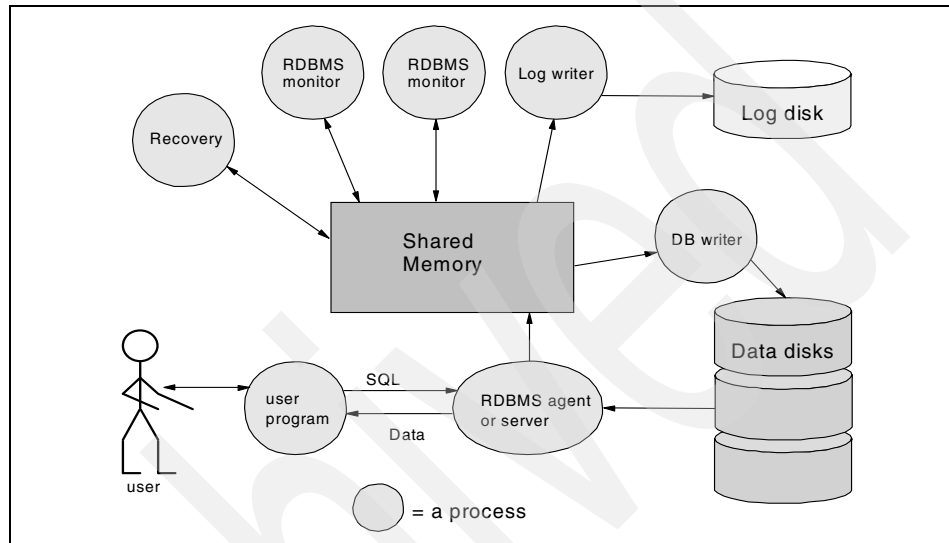 RDBMS
monitor
RDBMS
monitor
Log writer
Log disk
Recovery
Shared
Memory
DB writer
Data disks
SQL
user
program
RDBMS agent
or server
Data
user
= a process
hived